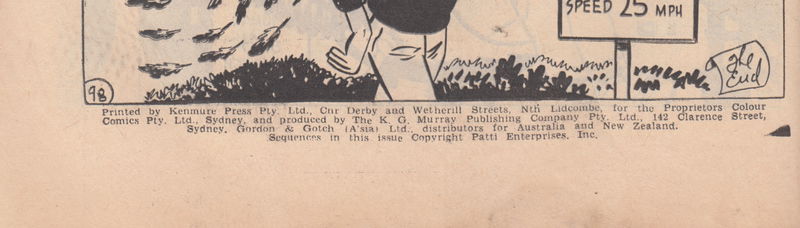 SPEED 25 MPH
The
End
98
Printed by Kenmure Press Pty. Ltd., Cnr Derby and Wetherill Streets, Nth Lidcombe, for the Proprietors Colour
Comics Pty. Ltd., Sydney, and produced by The K. G. Murray Publishing Company Pty. Ltd., 142 Clarence Street,
Sydney. Gordon & Gotch (A'sia) Ltd., distributors for Australia and New Zealand.
Sequences in this issue Copyright Patti Enterprises, Inc.